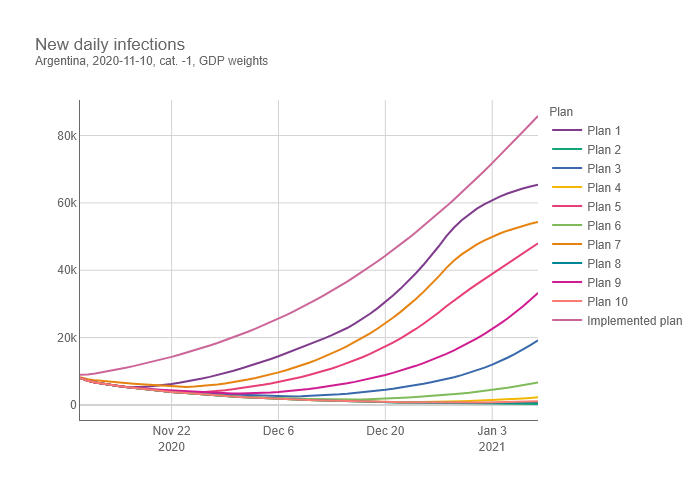 New daily infections
Argentina, 2020-11-10, cat. -1, GDP weights
Plan
80k
60k
40k
20k
0
Nov 22
2020
Dec 6
Dec 20
Jan 3
2021
Plan 1
Plan 2
Plan 3
Plan 4
Plan 5
Plan 6
Plan 7
Plan 8
Plan 9
Plan 10
Implemented plan